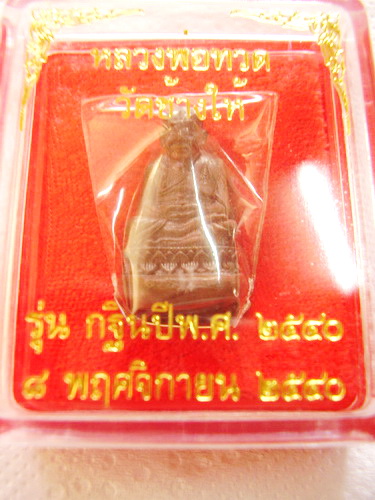 หลวงพ่อทวด
วัดช้างให้
รุ่น กฐินปีพ.ศ. ๒๕๔๐
๘ พฤศจิกายน ๒๕๔๐